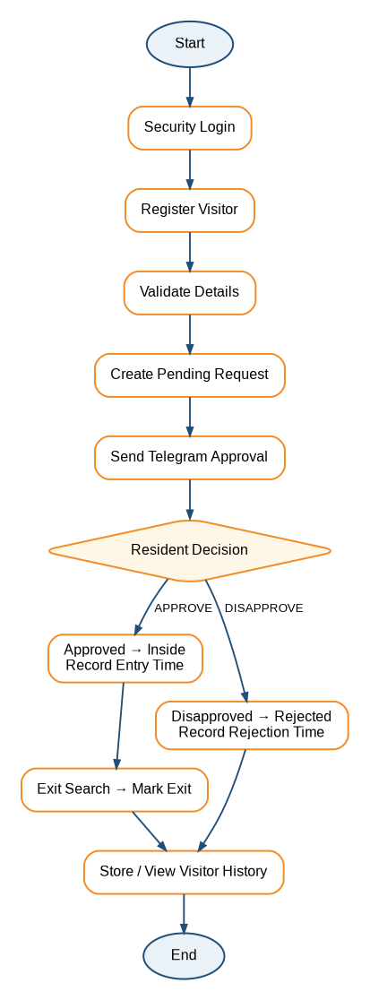 Start
Security Login
Register Visitor
Validate Details
Create Pending Request
Send Telegram Approval
Resident Decision
APPROVE
DISAPPROVE
Approved → Inside
Record Entry Time
Disapproved → Rejected
Record Rejection Time
Exit Search → Mark Exit
Store / View Visitor History
End